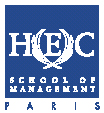 HEC
SCHOOL OF
MANAGEMENT
PARIS